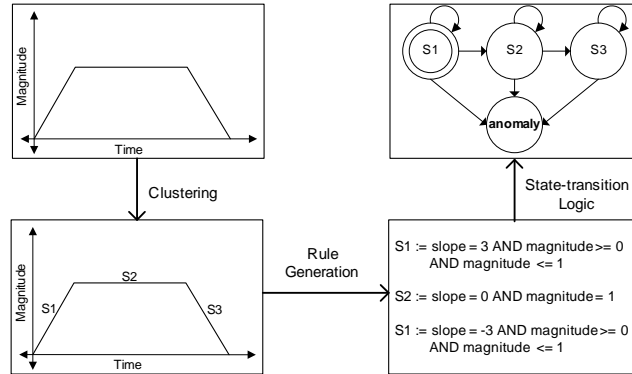 Magnitude
Time
S1
S2
S3
anomaly
Clustering
State-transition
Logic
Magnitude
S1
S2
S3
Time
Rule
Generation
S1 := slope = 3 AND magnitude>= 0
AND magnitude <= 1
S2 := slope = 0 AND magnitude = 1
S1 := slope = -3 AND magnitude>= 0
AND magnitude <= 1